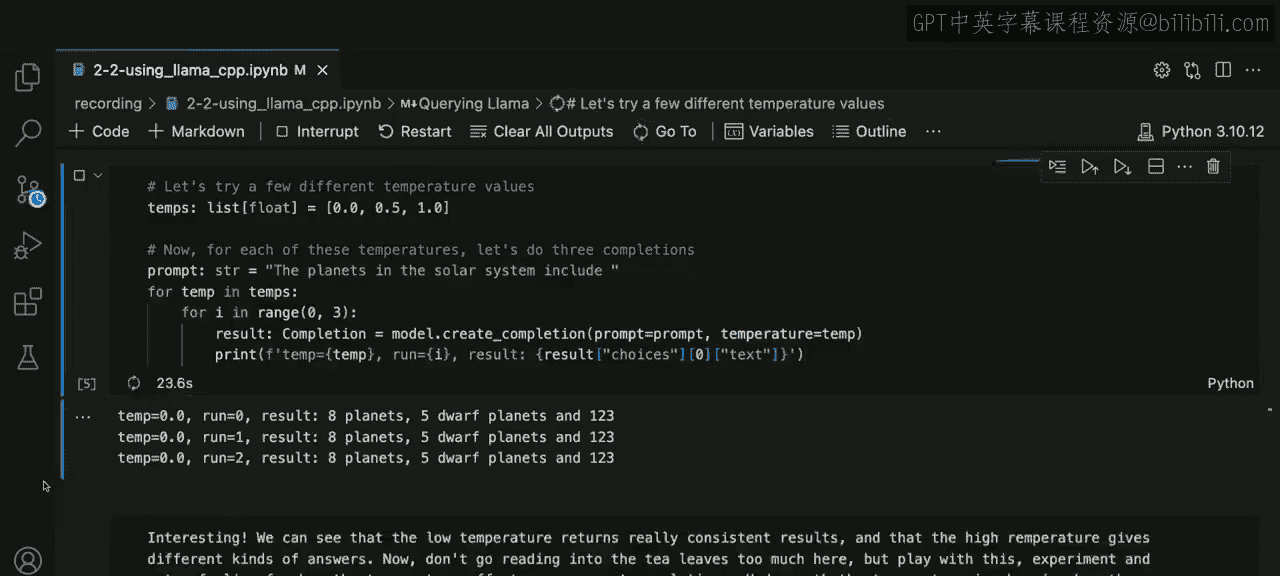 GPT中英字幕课程资源@bilibili.com
2-2-using_llama_cpp.ipynb M
recording > 2-2-using_llama_cpp.ipynb > M↓Querying Llama > # Let's try a few different temperature values
+ Code + Markdown | Interrupt Restart Clear All Outputs Go To | Variables Outline ... Python 3.10.12
# Let's try a few different temperature values
temps: list[float] = [0.0, 0.5, 1.0]
# Now, for each of these temperatures, let's do three completions
prompt: str = "The planets in the solar system include "
for temp in temps:
for i in range(0, 3):
result: Completion = model.create_completion(prompt=prompt, temperature=temp)
print(f'temp={temp}, run={i}, result: {result["choices"][0]["text"]}')
[5] 23.6s Python
temp=0.0, run=0, result: 8 planets, 5 dwarf planets and 123
temp=0.0, run=1, result: 8 planets, 5 dwarf planets and 123
temp=0.0, run=2, result: 8 planets, 5 dwarf planets and 123
Interesting! We can see that the low temperature returns really consistent results, and that the high remperature gives
different kinds of answers. Now, don't go reading into the tea leaves too much here, but play with this, experiment and